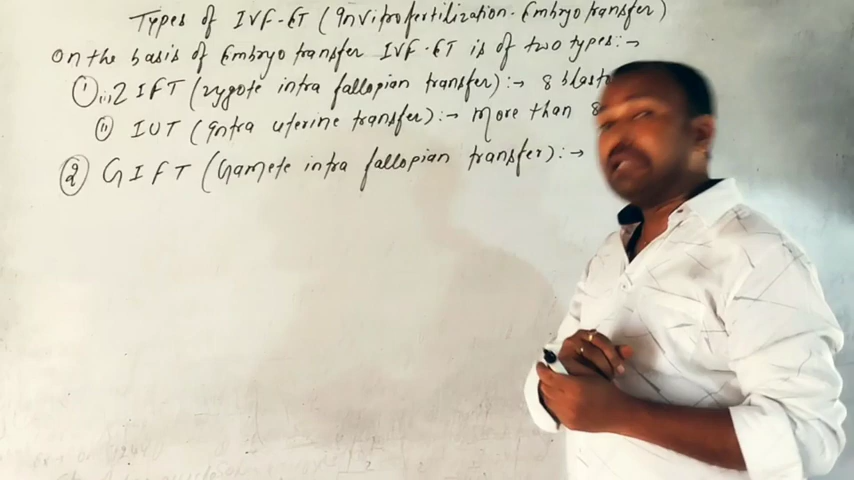 Types of IVF-ET (Invitrofertilization-Embryo transfer)
On the basis of Embryo transfer IVF-ET is of two types:→
① (i) ZIFT (zygote intra fallopian transfer):→ 8 blasto
(ii) IUT (Intra uterine transfer):→ More than 8
② GIFT (Gamete intra fallopian transfer):→